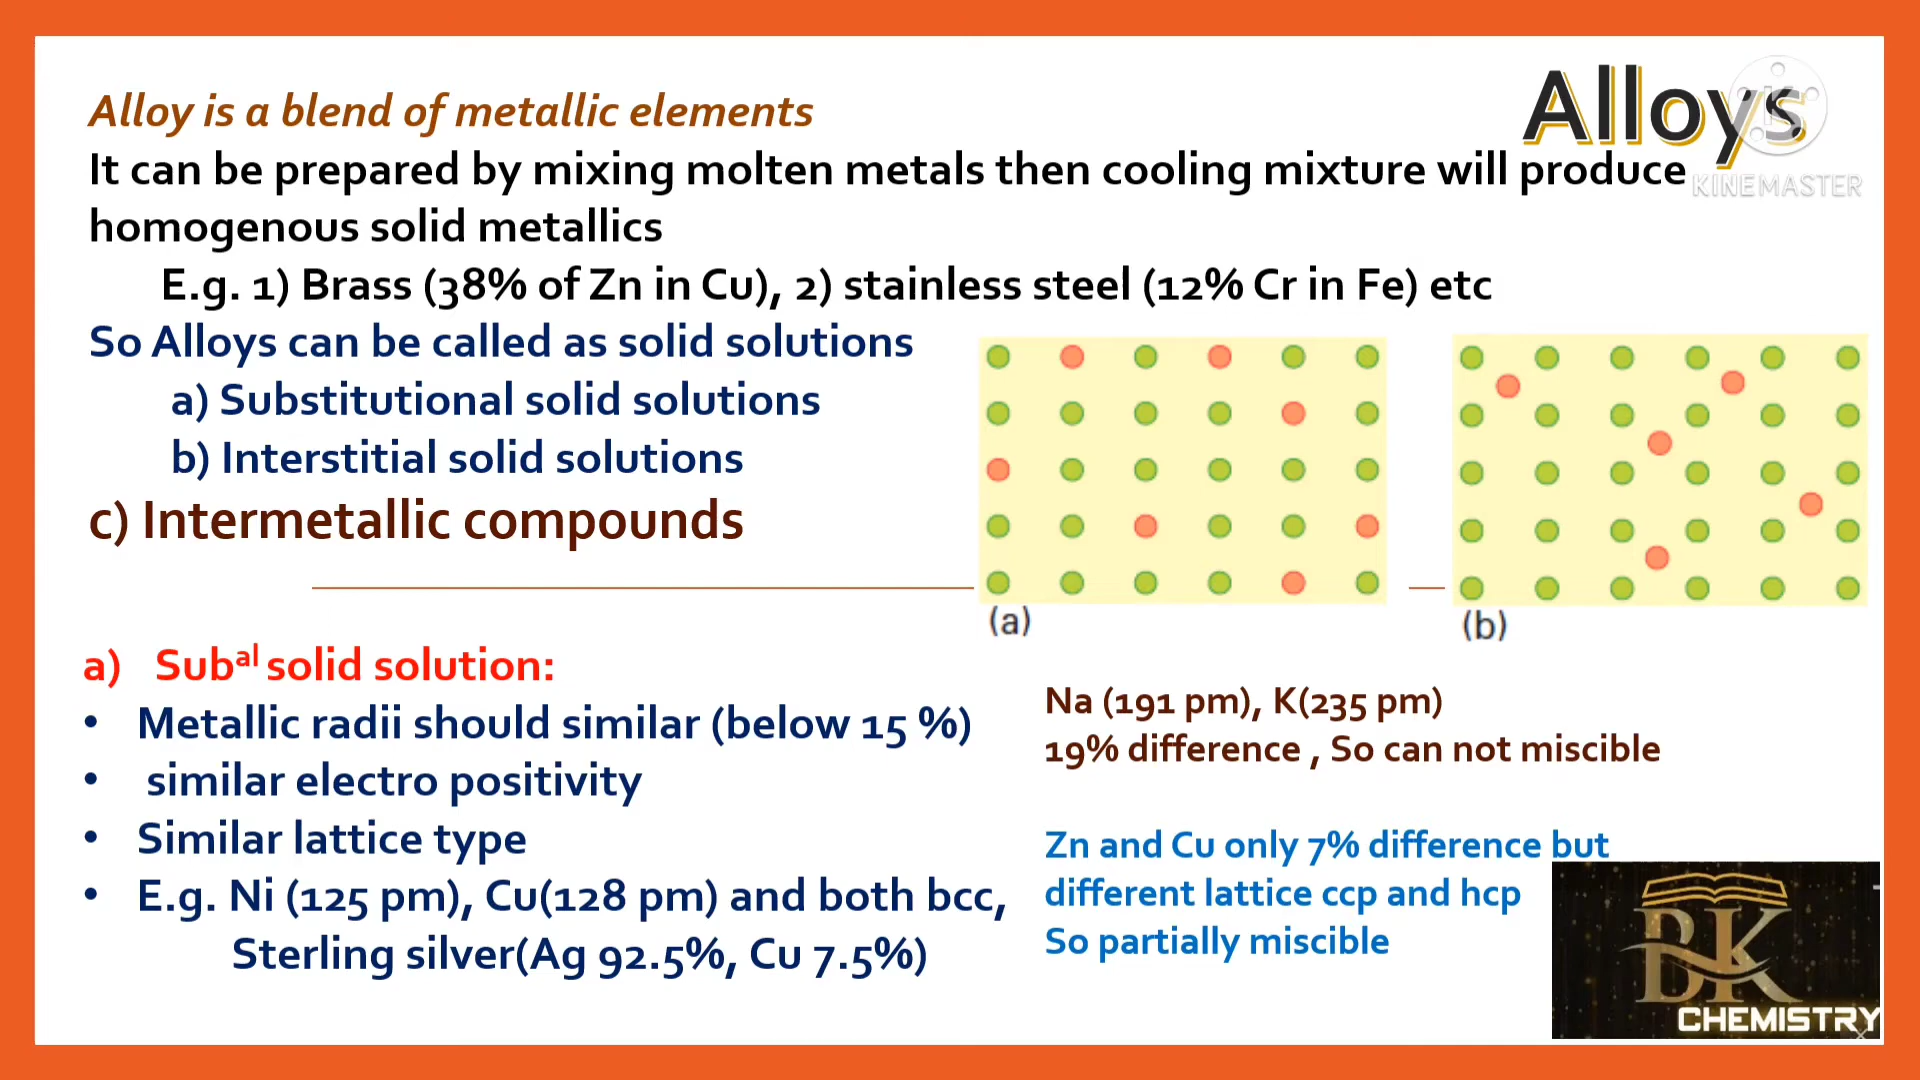 Alloys
KINEMASTER
Alloy is a blend of metallic elements
It can be prepared by mixing molten metals then cooling mixture will produce
homogenous solid metallics
E.g. 1) Brass (38% of Zn in Cu), 2) stainless steel (12% Cr in Fe) etc
So Alloys can be called as solid solutions
a) Substitutional solid solutions
b) Interstitial solid solutions
c) Intermetallic compounds
(a)
(b)
a) Subal solid solution:
• Metallic radii should similar (below 15 %)
• similar electro positivity
• Similar lattice type
• E.g. Ni (125 pm), Cu(128 pm) and both bcc,
Sterling silver(Ag 92.5%, Cu 7.5%)
Na (191 pm), K(235 pm)
19% difference , So can not miscible
Zn and Cu only 7% difference but
different lattice ccp and hcp
So partially miscible
BK
CHEMISTRY